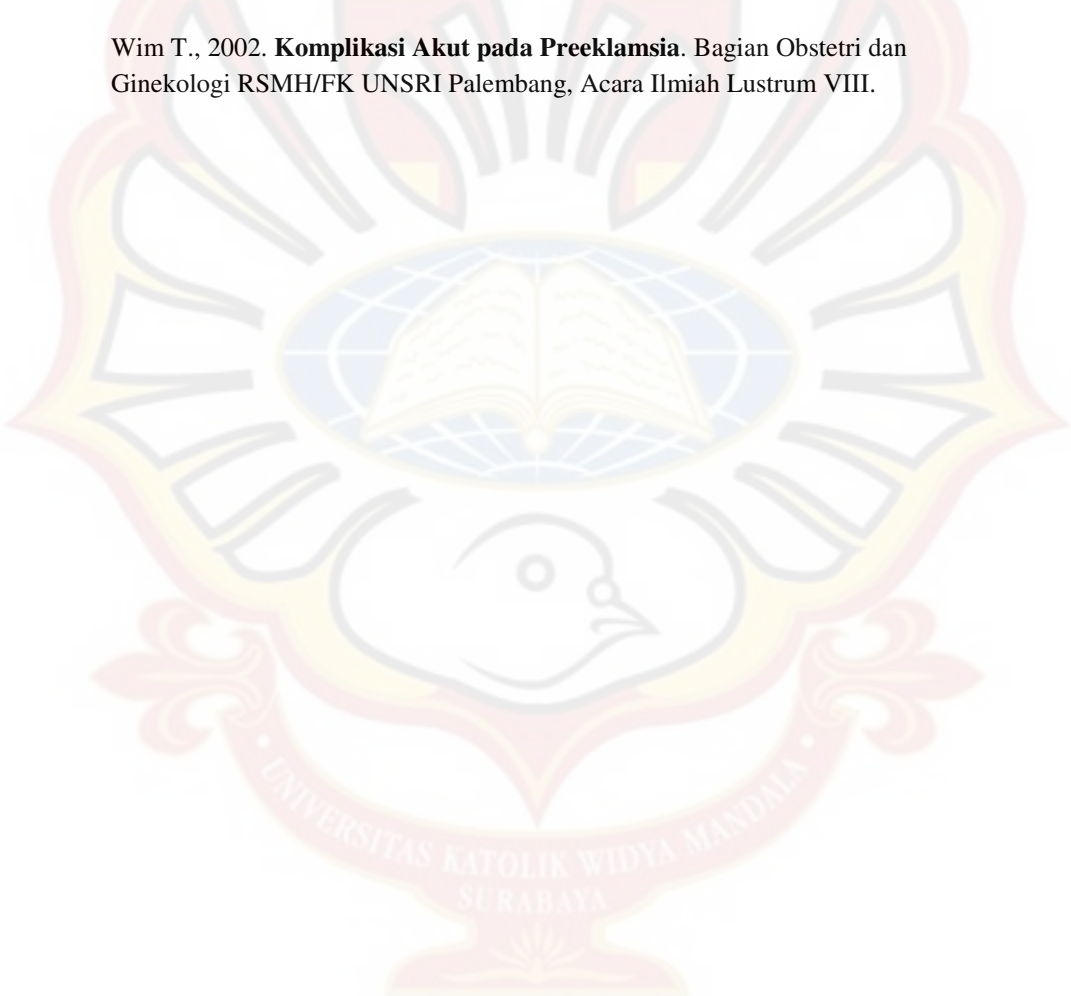 Wim T., 2002. Komplikasi Akut pada Preeklamsia. Bagian Obstetri dan
Ginekologi RSMH/FK UNSRI Palembang, Acara Ilmiah Lustrum VIII.
UNIVERSITAS KATOLIK WIDYA MANDALA
SURABAYA